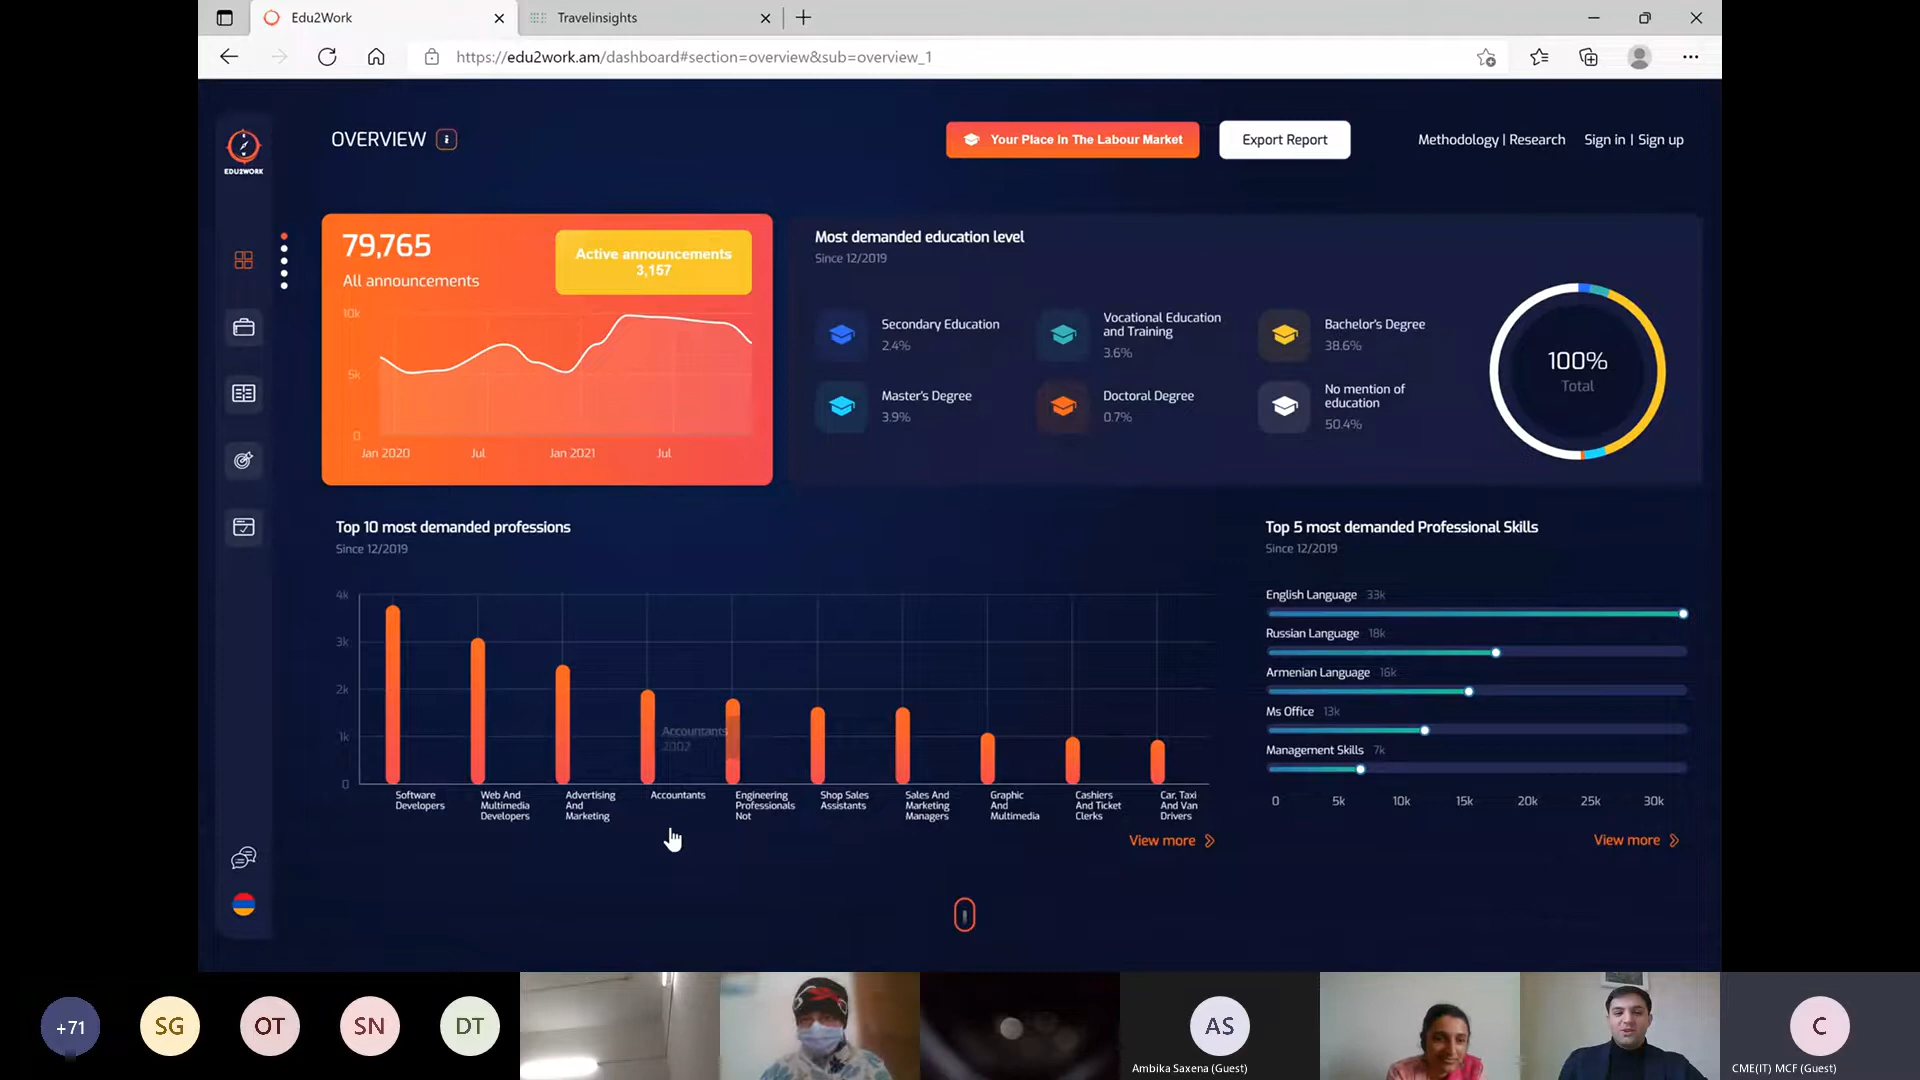 Edu2Work
Travelinsights
https://edu2work.am/dashboard#section=overview&sub=overview_1
EDU2WORK
OVERVIEW
i
Your Place In The Labour Market
Export Report
Methodology | Research
Sign in | Sign up
79,765
All announcements
Active announcements
3,157
10k
5k
0
Jan 2020
Jul
Jan 2021
Jul
Most demanded education level
Since 12/2019
Secondary Education
2.4%
Vocational Education
and Training
3.6%
Bachelor's Degree
38.6%
Master's Degree
3.9%
Doctoral Degree
0.7%
No mention of
education
50.4%
100%
Total
Top 10 most demanded professions
Since 12/2019
4k
3k
2k
1k
0
Accountants
2002
Software
Developers
Web And
Multimedia
Developers
Advertising
And
Marketing
Accountants
Engineering
Professionals
Not
Shop Sales
Assistants
Sales And
Marketing
Managers
Graphic
And
Multimedia
Cashiers
And Ticket
Clerks
Car, Taxi
And Van
Drivers
View more
Top 5 most demanded Professional Skills
Since 12/2019
English Language 33k
Russian Language 18k
Armenian Language 16k
Ms Office 13k
Management Skills 7k
0
5k
10k
15k
20k
25k
30k
View more
+71
SG
OT
SN
DT
AS
Ambika Saxena (Guest)
C
CME(IT) MCF (Guest)